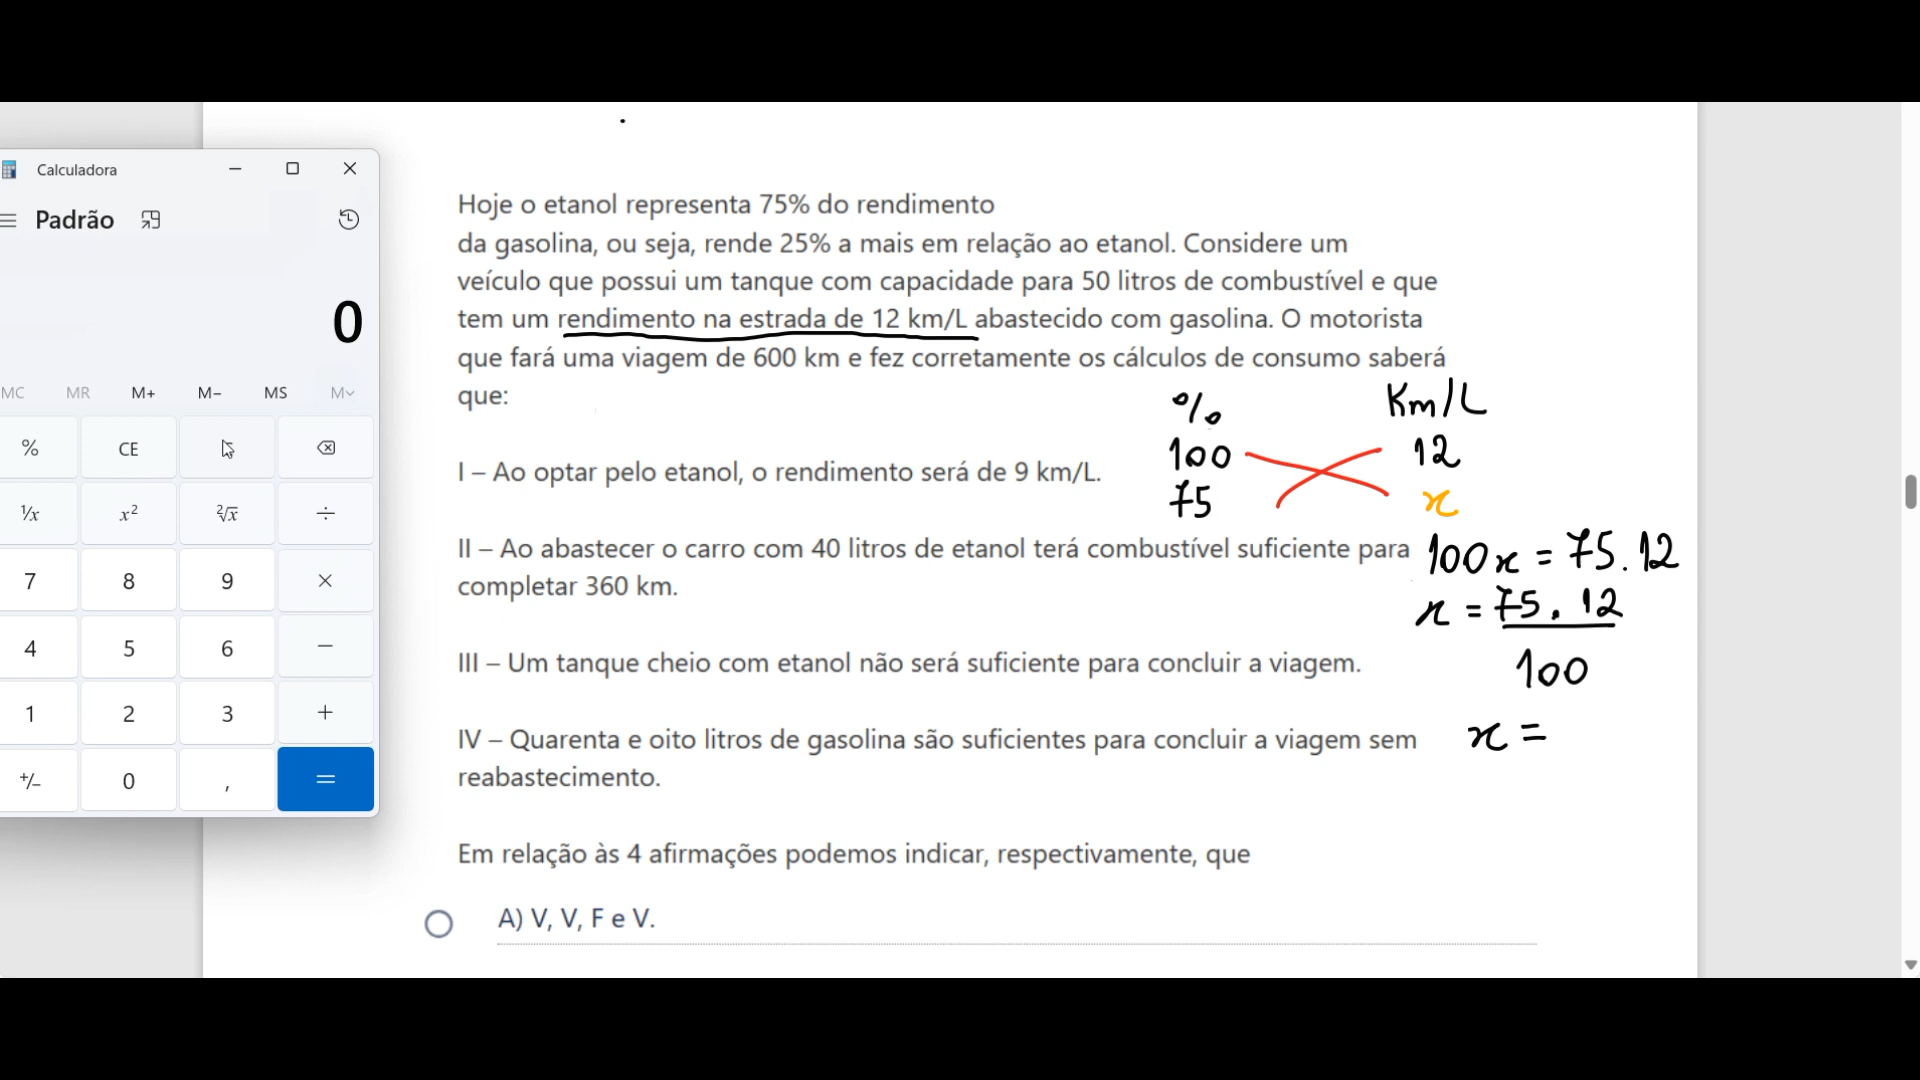 Calculadora
Padrão
0
MC MR M+ M− MS M˅
% CE
⅟x x² ²√x ÷
7 8 9 ×
4 5 6 −
1 2 3 +
+/− 0 , =
Hoje o etanol representa 75% do rendimento
da gasolina, ou seja, rende 25% a mais em relação ao etanol. Considere um
veículo que possui um tanque com capacidade para 50 litros de combustível e que
tem um rendimento na estrada de 12 km/L abastecido com gasolina. O motorista
que fará uma viagem de 600 km e fez corretamente os cálculos de consumo saberá
que:
% Km/L
100 12
75 x
I – Ao optar pelo etanol, o rendimento será de 9 km/L.
II – Ao abastecer o carro com 40 litros de etanol terá combustível suficiente para
completar 360 km.
100x = 75.12
x = 75.12
100
x =
III – Um tanque cheio com etanol não será suficiente para concluir a viagem.
IV – Quarenta e oito litros de gasolina são suficientes para concluir a viagem sem
reabastecimento.
Em relação às 4 afirmações podemos indicar, respectivamente, que
A) V, V, F e V.